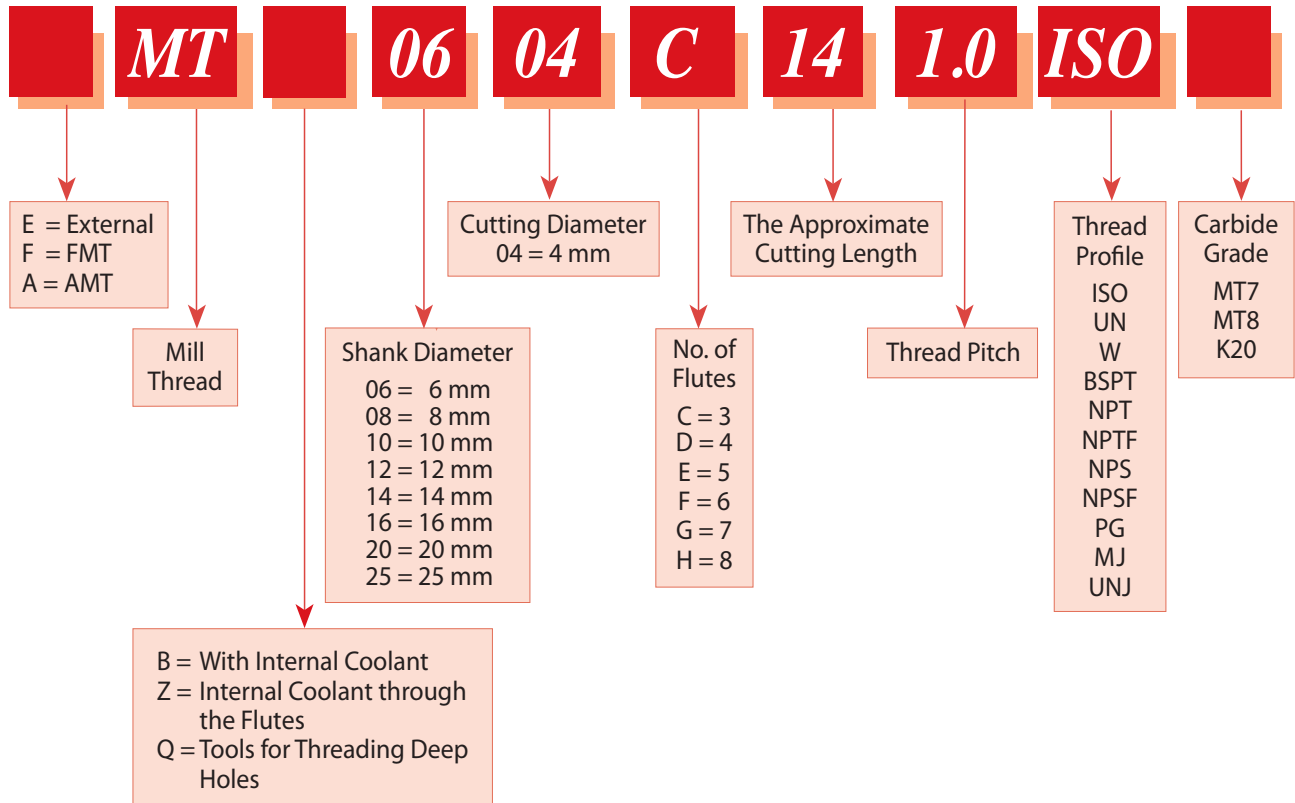 MT 06 04 C 14 1.0 ISO
E = External
F = FMT
A = AMT
Mill
Thread
B = With Internal Coolant
Z = Internal Coolant through
the Flutes
Q = Tools for Threading Deep
Holes
Shank Diameter
06 = 6 mm
08 = 8 mm
10 = 10 mm
12 = 12 mm
14 = 14 mm
16 = 16 mm
20 = 20 mm
25 = 25 mm
Cutting Diameter
04 = 4 mm
No. of
Flutes
C = 3
D = 4
E = 5
F = 6
G = 7
H = 8
The Approximate
Cutting Length
Thread Pitch
Thread
Profile
ISO
UN
W
BSPT
NPT
NPTF
NPS
NPSF
PG
MJ
UNJ
Carbide
Grade
MT7
MT8
K20